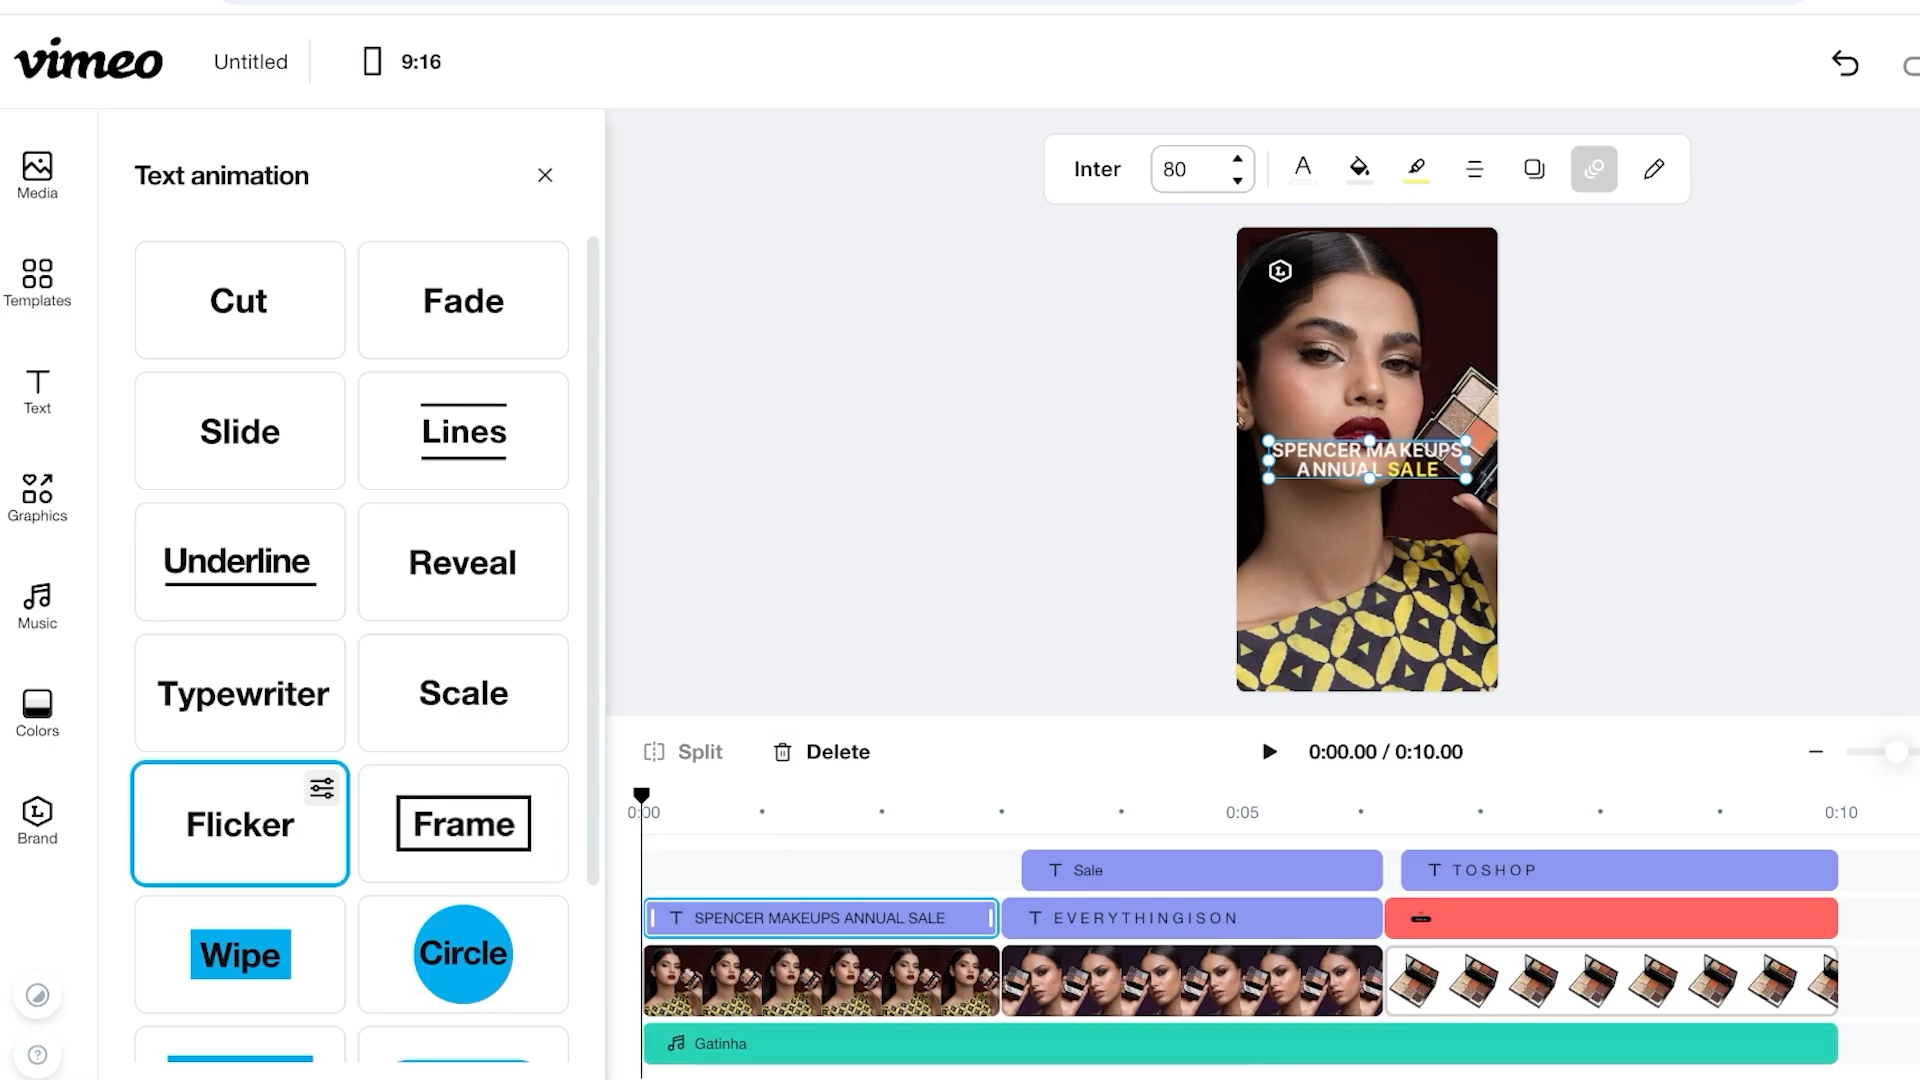 vimeo
Untitled
9:16
Media
Templates
Text
Graphics
Music
Colors
Brand
Text animation
Cut
Fade
Slide
Lines
Underline
Reveal
Typewriter
Scale
Flicker
Frame
Wipe
Circle
Inter
80
A
SPENCER MAKEUPS
ANNUAL SALE
Split
Delete
0:00.00 / 0:10.00
0:00
0:05
0:10
T Sale
T TOSHOP
T SPENCER MAKEUPS ANNUAL SALE
T EVERYTHINGISON
Gatinha